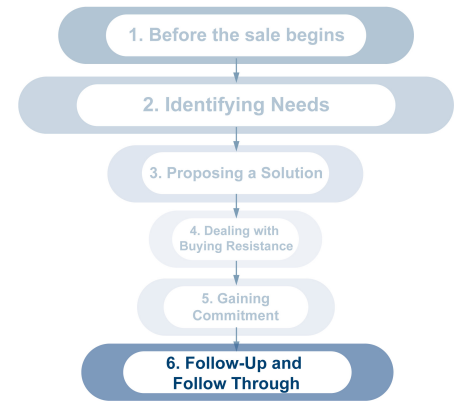 1. Before the sale begins
2. Identifying Needs
3. Proposing a Solution
4. Dealing with
Buying Resistance
5. Gaining
Commitment
6. Follow-Up and
Follow Through